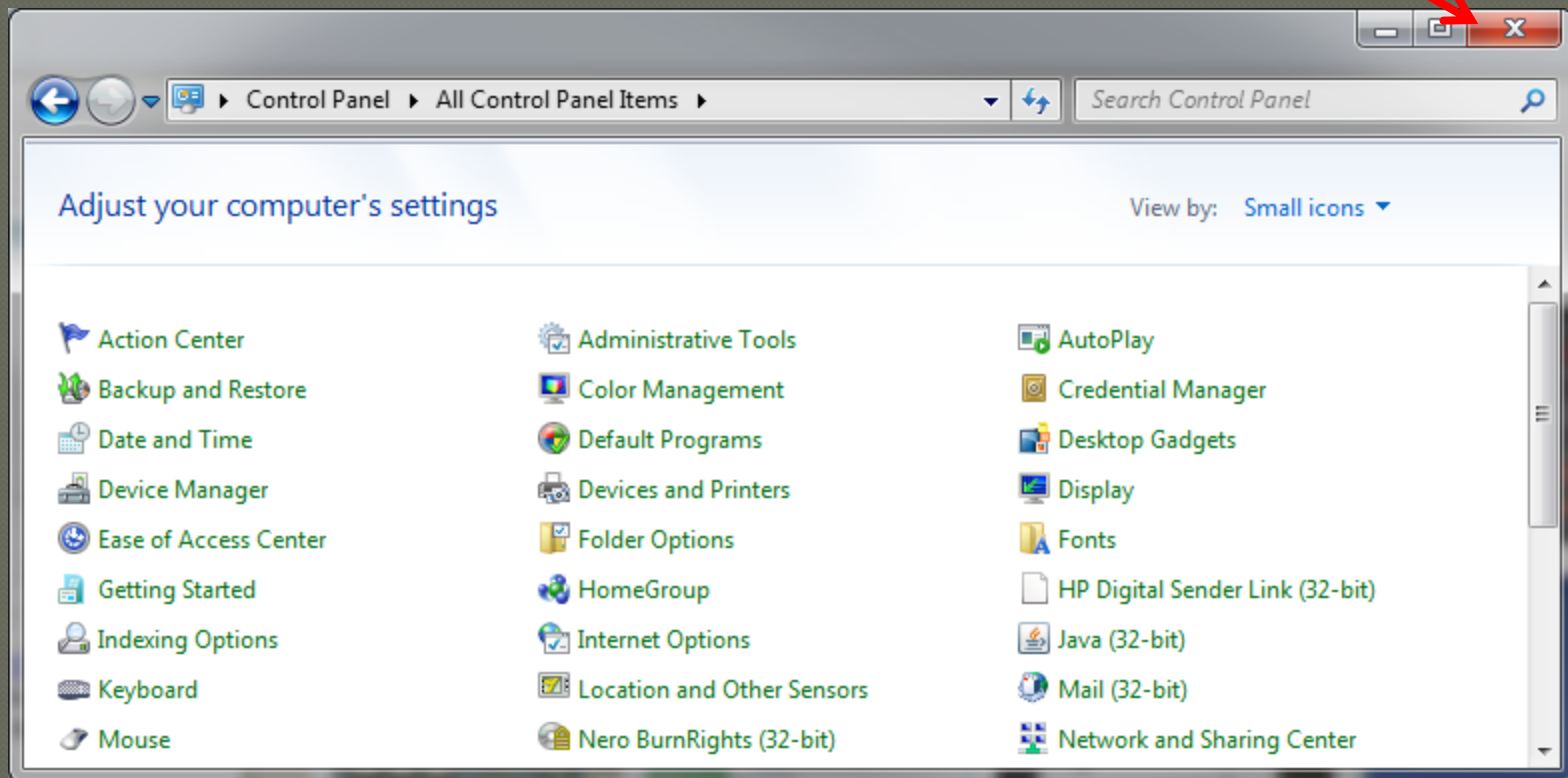 Control Panel All Control Panel Items Search Control Panel
Adjust your computer's settings View by: Small icons
Action Center Administrative Tools AutoPlay
Backup and Restore Color Management Credential Manager
Date and Time Default Programs Desktop Gadgets
Device Manager Devices and Printers Display
Ease of Access Center Folder Options Fonts
Getting Started HomeGroup HP Digital Sender Link (32-bit)
Indexing Options Internet Options Java (32-bit)
Keyboard Location and Other Sensors Mail (32-bit)
Mouse Nero BurnRights (32-bit) Network and Sharing Center